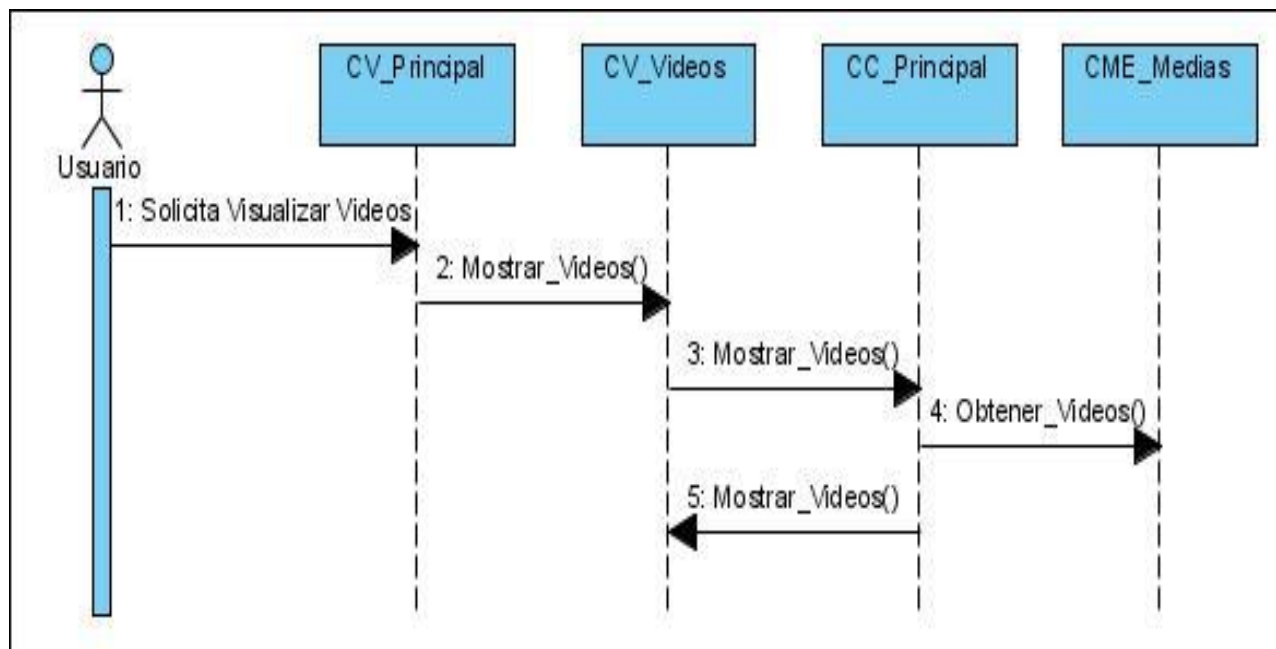 CV_Principal
CV_Videos
CC_Principal
CME_Medias
Usuario
1: Solicita Visualizar Videos
2: Mostrar_Videos()
3: Mostrar_Videos()
4: Obtener_Videos()
5: Mostrar_Videos()